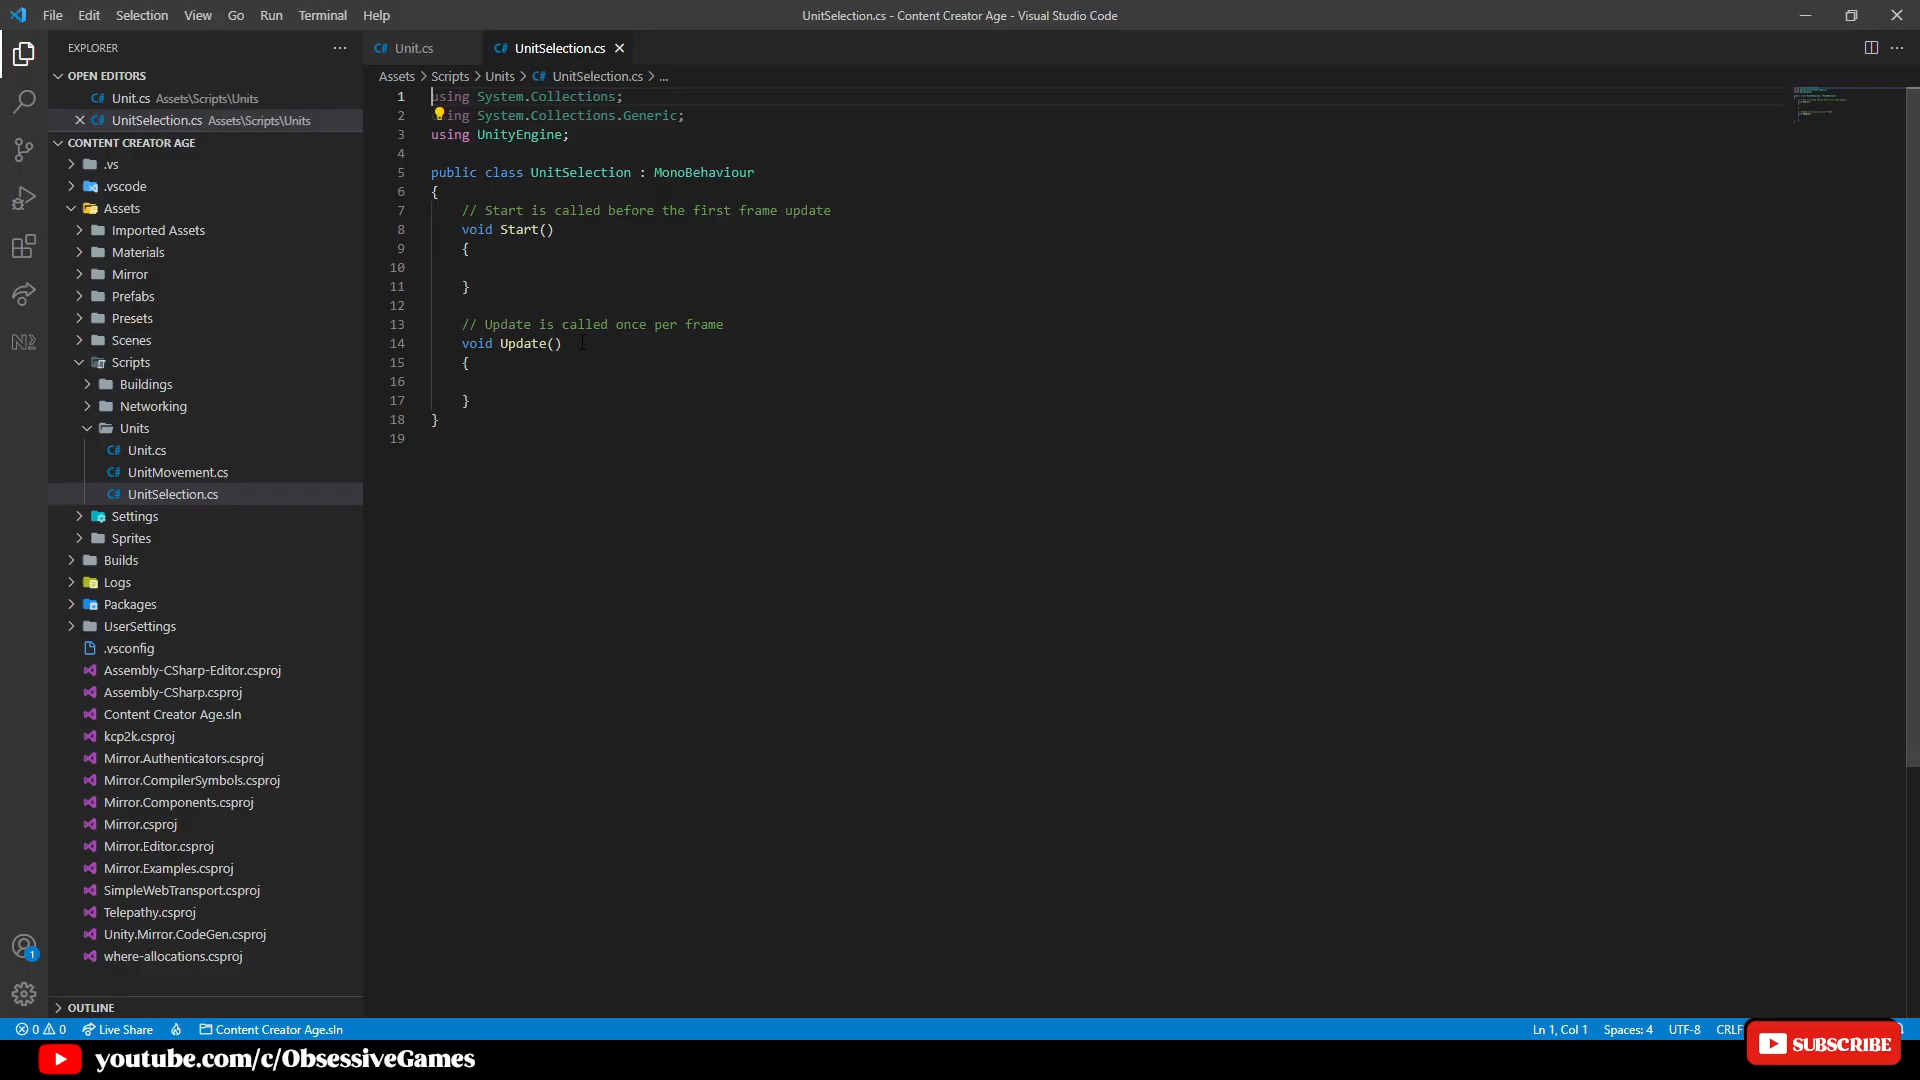 File Edit Selection View Go Run Terminal Help
UnitSelection.cs - Content Creator Age - Visual Studio Code
EXPLORER
OPEN EDITORS
C# Unit.cs Assets\Scripts\Units
C# UnitSelection.cs Assets\Scripts\Units
CONTENT CREATOR AGE
.vs
.vscode
Assets
Imported Assets
Materials
Mirror
Prefabs
Presets
Scenes
Scripts
Buildings
Networking
Units
C# Unit.cs
C# UnitMovement.cs
C# UnitSelection.cs
Settings
Sprites
Builds
Logs
Packages
UserSettings
.vsconfig
Assembly-CSharp-Editor.csproj
Assembly-CSharp.csproj
Content Creator Age.sln
kcp2k.csproj
Mirror.Authenticators.csproj
Mirror.CompilerSymbols.csproj
Mirror.Components.csproj
Mirror.csproj
Mirror.Editor.csproj
Mirror.Examples.csproj
SimpleWebTransport.csproj
Telepathy.csproj
Unity.Mirror.CodeGen.csproj
where-allocations.csproj
OUTLINE
C# Unit.cs
C# UnitSelection.cs
Assets > Scripts > Units > C# UnitSelection.cs > ...
1 using System.Collections;
2 using System.Collections.Generic;
3 using UnityEngine;
4
5 public class UnitSelection : MonoBehaviour
6 {
7 // Start is called before the first frame update
8 void Start()
9 {
10
11 }
12
13 // Update is called once per frame
14 void Update()
15 {
16
17 }
18 }
19
1
0 0 Live Share Content Creator Age.sln
Ln 1, Col 1 Spaces: 4 UTF-8 CRLF
youtube.com/c/ObsessiveGames
SUBSCRIBE